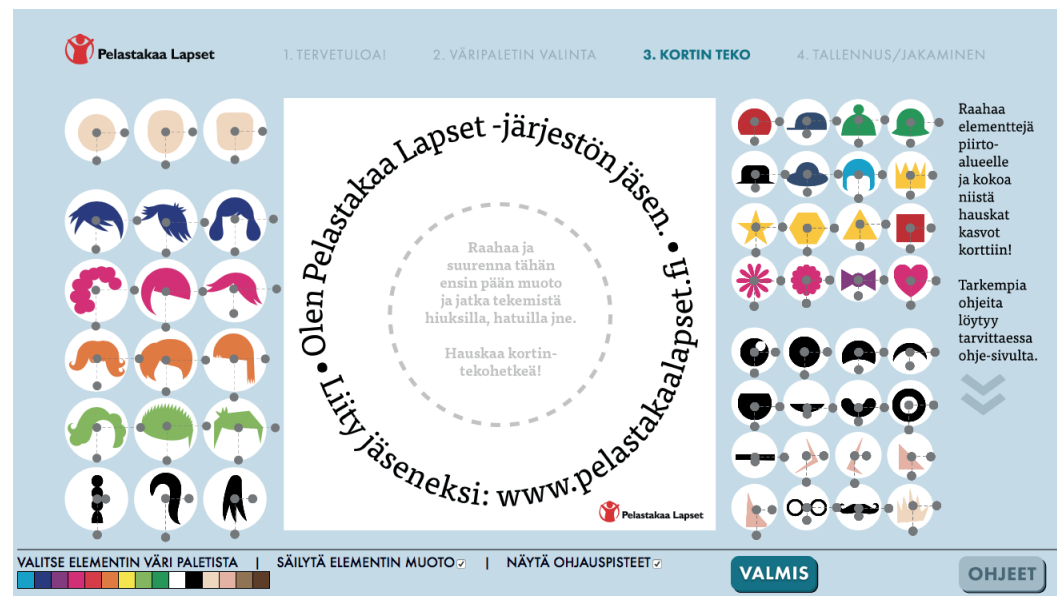 Pelastakaa Lapset
1. TERVETULOA!
2. VÄRIPALETIN VALINTA
3. KORTIN TEKO
4. TALLENNUS/JAKAMINEN
• Olen Pelastakaa Lapset -järjestön jäsen. •
Liity jäseneksi: www.pelastakaalapset.fi
Raahaa ja
suurenna tähän
ensin pään muoto
ja jatka tekemistä
hiuksilla, hatuilla jne.
Hauskaa kortin-
tekohetkeä!
Pelastakaa Lapset
Raahaa
elementtejä
piirto-
alueelle
ja kokoa
niistä
hauskat
kasvot
korttiin!
Tarkempia
ohjeita
löytyy
tarvittaessa
ohje-sivulta.
VALITSE ELEMENTIN VÄRI PALETISTA | SÄILYTÄ ELEMENTIN MUOTO | NÄYTÄ OHJAUSPISTEET
VALMIS
OHJEET